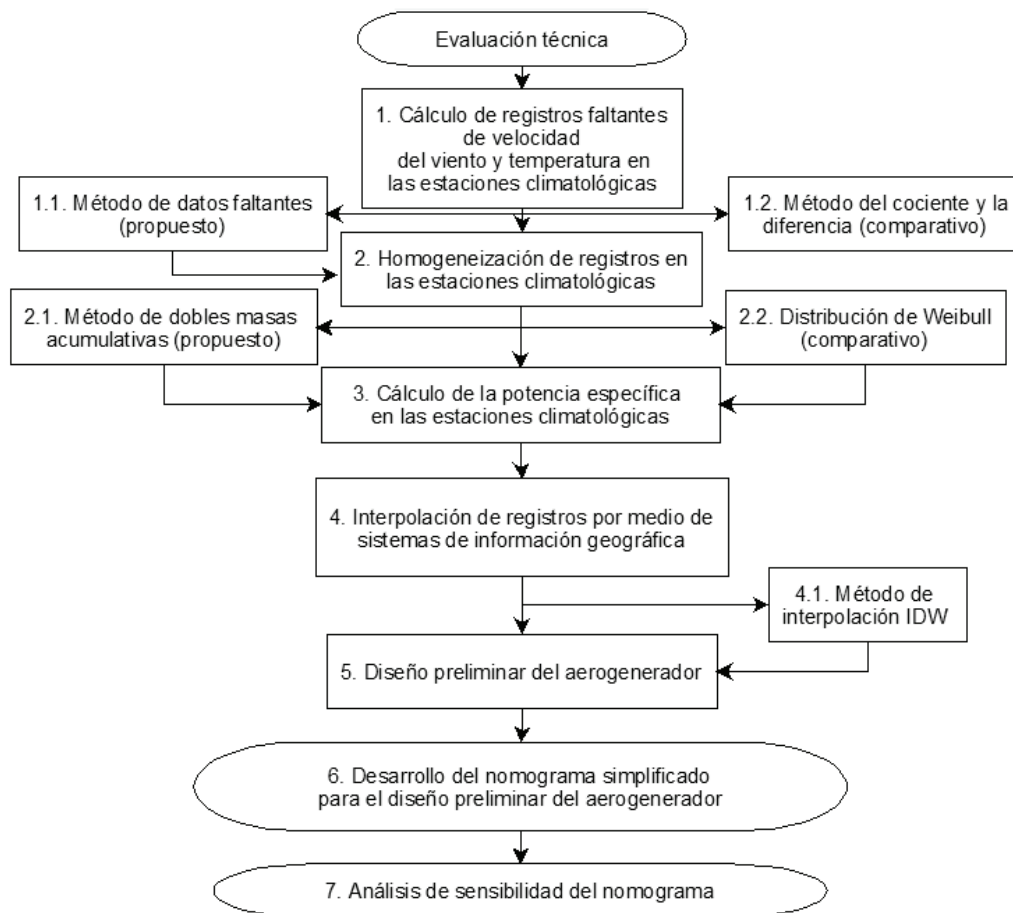 Evaluación técnica
1. Cálculo de registros faltantes
de velocidad
del viento y temperatura en
las estaciones climatológicas
1.1. Método de datos faltantes
(propuesto)
1.2. Método del cociente y la
diferencia (comparativo)
2. Homogeneización de registros en
las estaciones climatológicas
2.1. Método de dobles masas
acumulativas (propuesto)
2.2. Distribución de Weibull
(comparativo)
3. Cálculo de la potencia específica
en las estaciones climatológicas
4. Interpolación de registros por medio de
sistemas de información geográfica
4.1. Método de
interpolación IDW
5. Diseño preliminar del aerogenerador
6. Desarrollo del nomograma simplificado
para el diseño preliminar del aerogenerador
7. Análisis de sensibilidad del nomograma